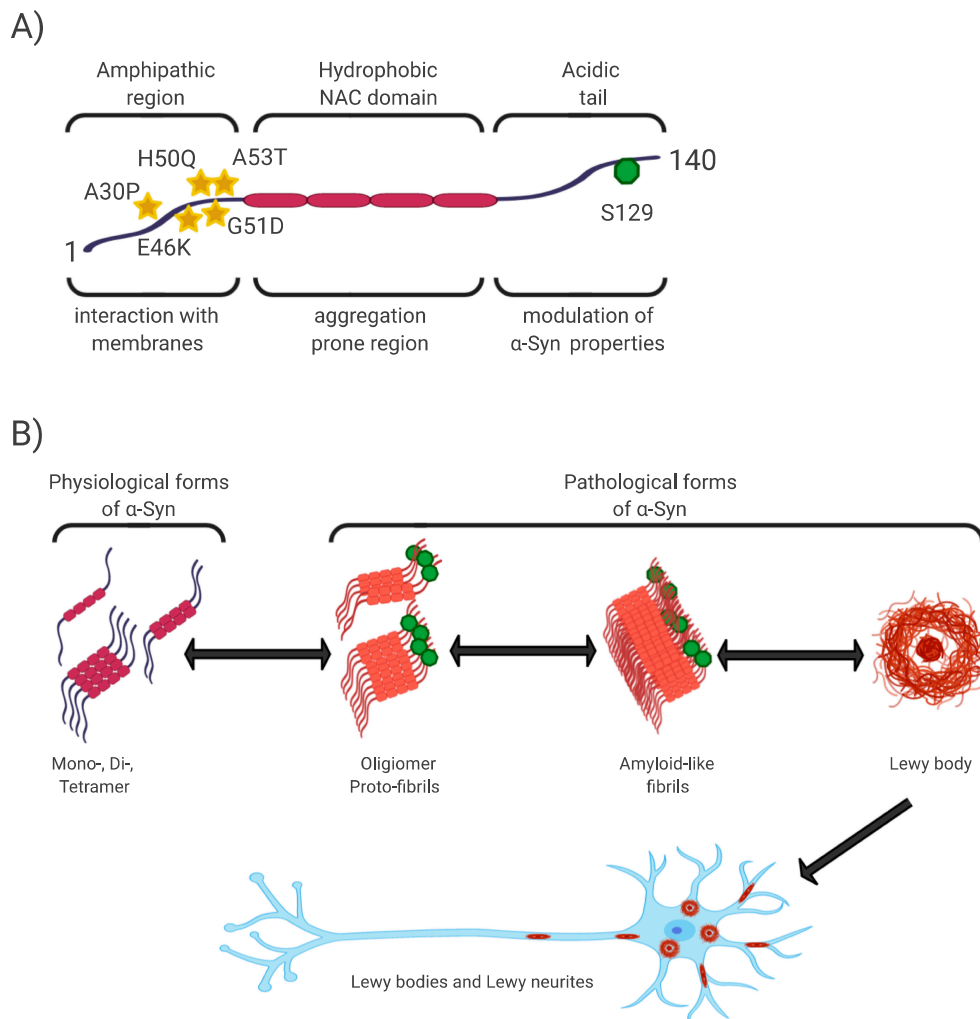 A)
Amphipathic
region
Hydrophobic
NAC domain
Acidic
tail
H50Q
A53T
A30P
E46K
G51D
1
140
S129
interaction with
membranes
aggregation
prone region
modulation of
α-Syn properties
B)
Physiological forms
of α-Syn
Pathological forms
of α-Syn
Mono-, Di-,
Tetramer
Oligiomer
Proto-fibrils
Amyloid-like
fibrils
Lewy body
Lewy bodies and Lewy neurites